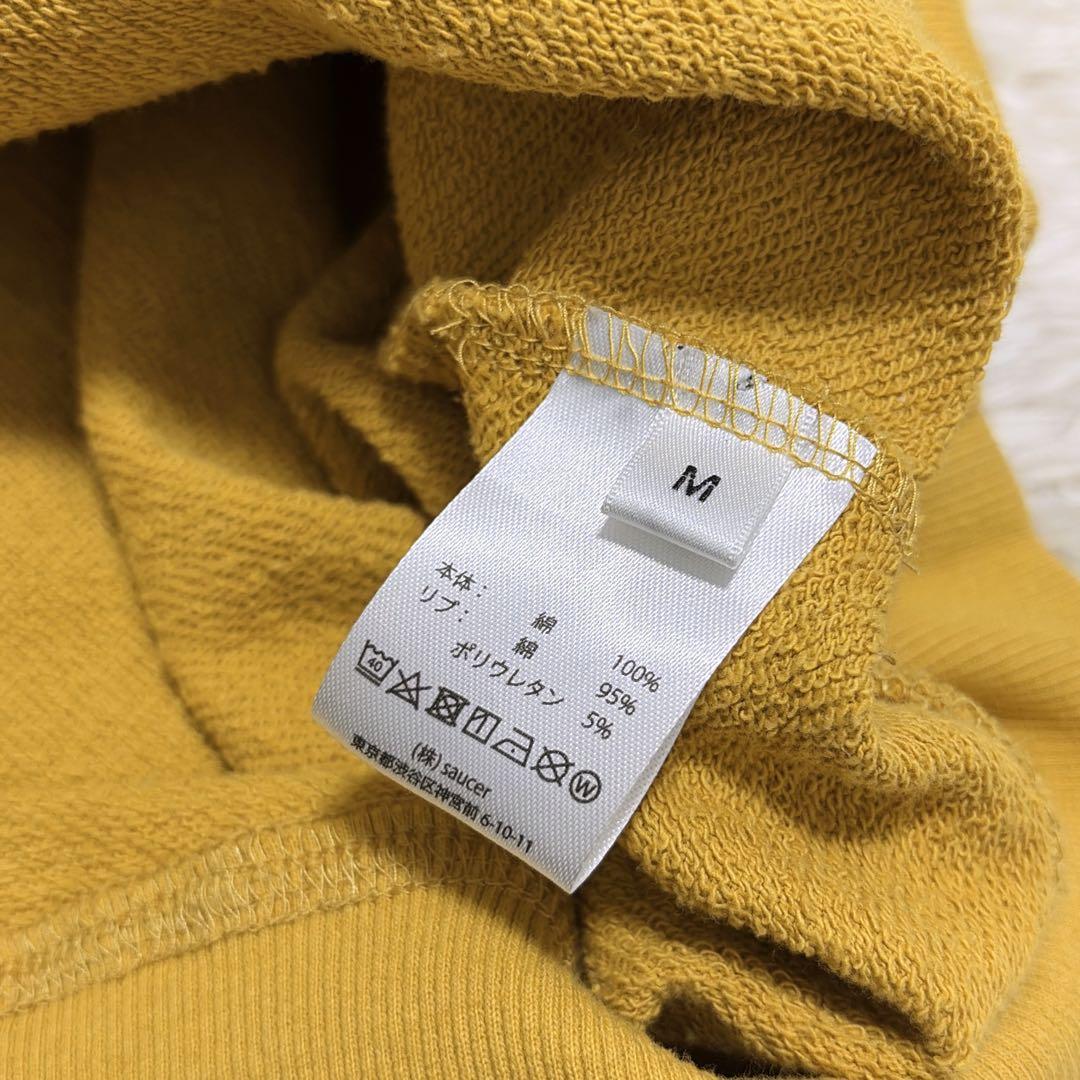 M
本体： 綿 100%
リブ： 綿 95%
ポリウレタン 5%
40
W
(株) saucer
東京都渋谷区神宮前 6-10-11